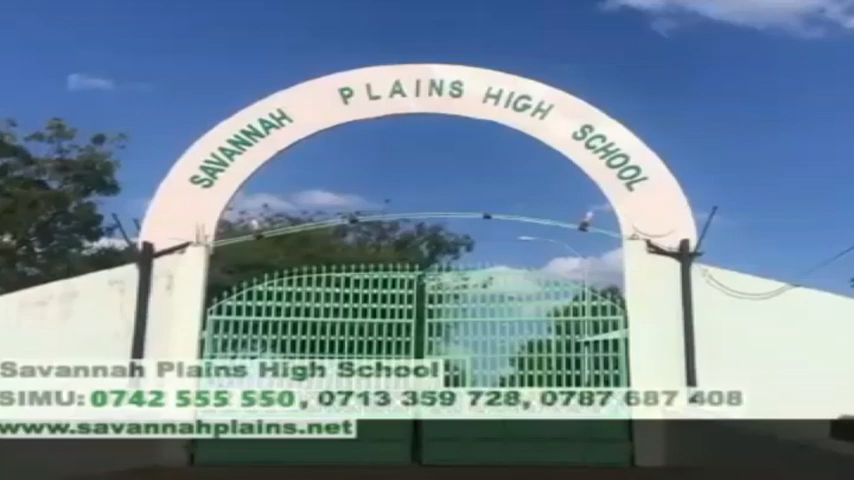 SAVANNAH PLAINS HIGH SCHOOL
Savannah Plains High School
SIMU: 0742 555 550, 0713 359 728, 0787 687 408
www.savannahplains.net